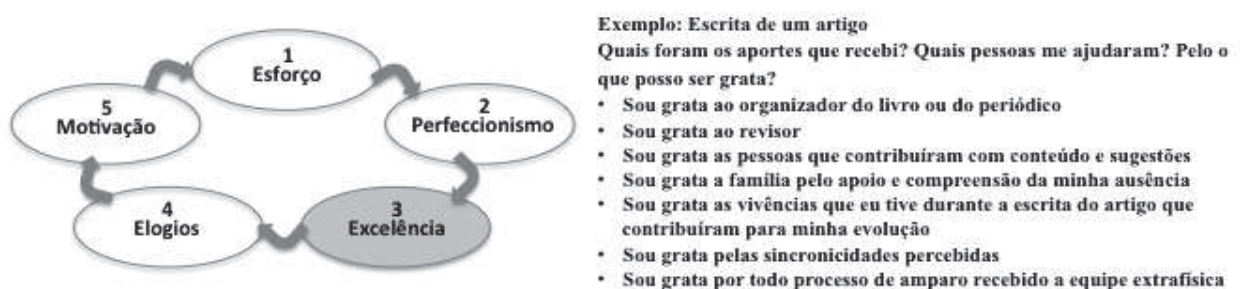 1
Esforço
2
Perfeccionismo
3
Excelência
4
Elogios
5
Motivação
Exemplo: Escrita de um artigo
Quais foram os aportes que recebi? Quais pessoas me ajudaram? Pelo o
que posso ser grata?
• Sou grata ao organizador do livro ou do periódico
• Sou grata ao revisor
• Sou grata as pessoas que contribuíram com conteúdo e sugestões
• Sou grata a família pelo apoio e compreensão da minha ausência
• Sou grata as vivências que eu tive durante a escrita do artigo que
contribuíram para minha evolução
• Sou grata pelas sincronicidades percebidas
• Sou grata por todo processo de amparo recebido a equipe extrafísica